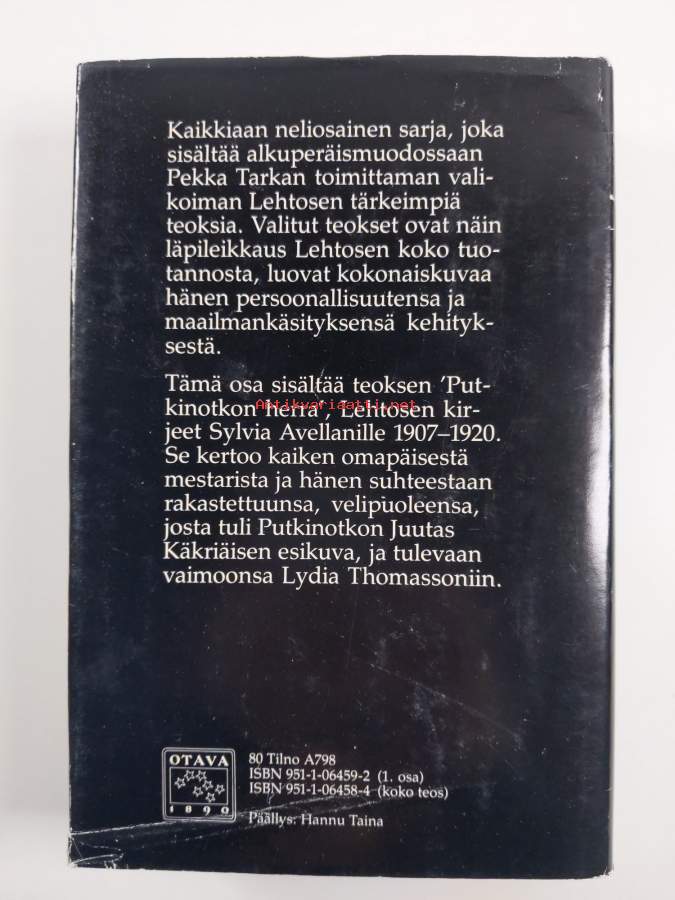 Kaikkiaan neliosainen sarja, joka
sisältää alkuperäismuodossaan
Pekka Tarkan toimittaman vali-
koiman Lehtosen tärkeimpiä
teoksia. Valitut teokset ovat näin
läpileikkaus Lehtosen koko tuo-
tannosta, luovat kokonaiskuvaa
hänen persoonallisuutensa ja
maailmankäsityksensä kehityk-
sestä.
Tämä osa sisältää teoksen 'Put-
kinotkon herra', Lehtosen kir-
Antikvariaatti.net
jeet Sylvia Avellanille 1907–1920.
Se kertoo kaiken omapäisestä
mestarista ja hänen suhteestaan
rakastettuunsa, velipuoleensa,
josta tuli Putkinotkon Juutas
Käkriäisen esikuva, ja tulevaan
vaimoonsa Lydia Thomassoniin.
OTAVA
1890
80 Tilno A798
ISBN 951-1-06459-2 (1. osa)
ISBN 951-1-06458-4 (koko teos)
Päällys: Hannu Taina